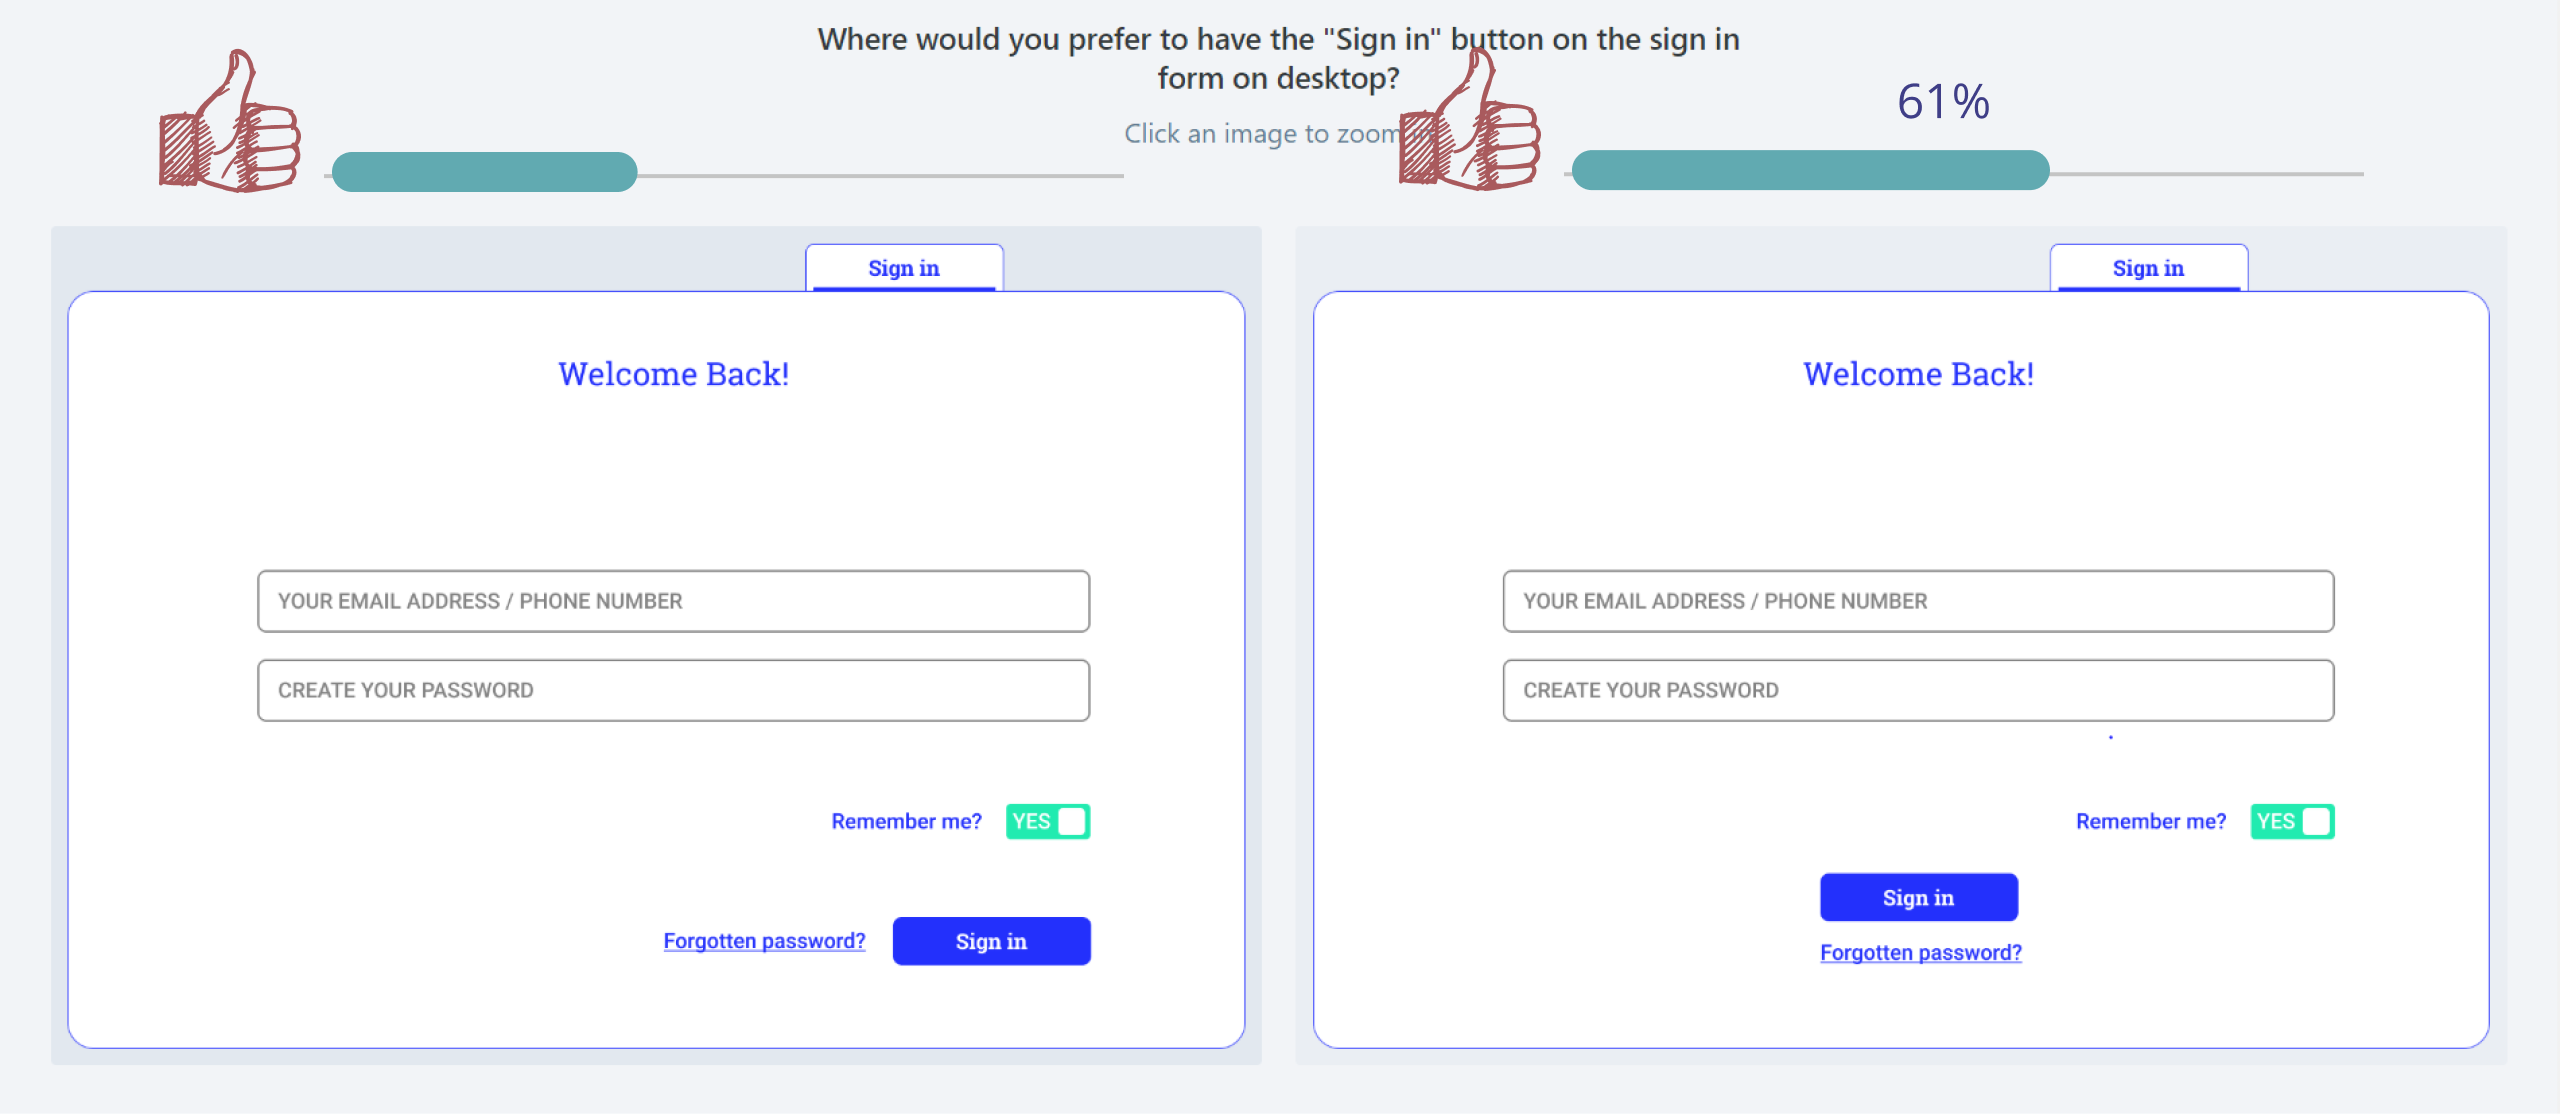 Where would you prefer to have the "Sign in" button on the sign in
form on desktop?
Click an image to zoom in
61%
Sign in
Welcome Back!
YOUR EMAIL ADDRESS / PHONE NUMBER
CREATE YOUR PASSWORD
Remember me? YES
Forgotten password? Sign in
Sign in
Welcome Back!
YOUR EMAIL ADDRESS / PHONE NUMBER
CREATE YOUR PASSWORD
Remember me? YES
Sign in
Forgotten password?